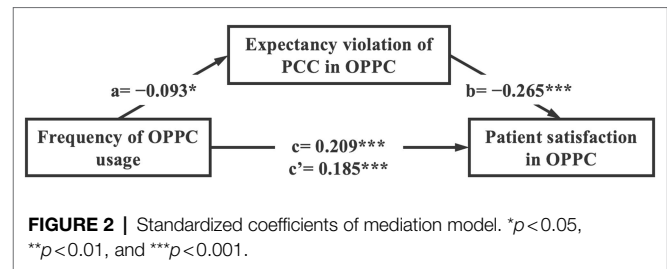 Expectancy violation of
PCC in OPPC
a= −0.093*
b= −0.265***
Frequency of OPPC
usage
c= 0.209***
c’= 0.185***
Patient satisfaction
in OPPC
FIGURE 2 | Standardized coefficients of mediation model. *p<0.05,
**p<0.01, and ***p<0.001.